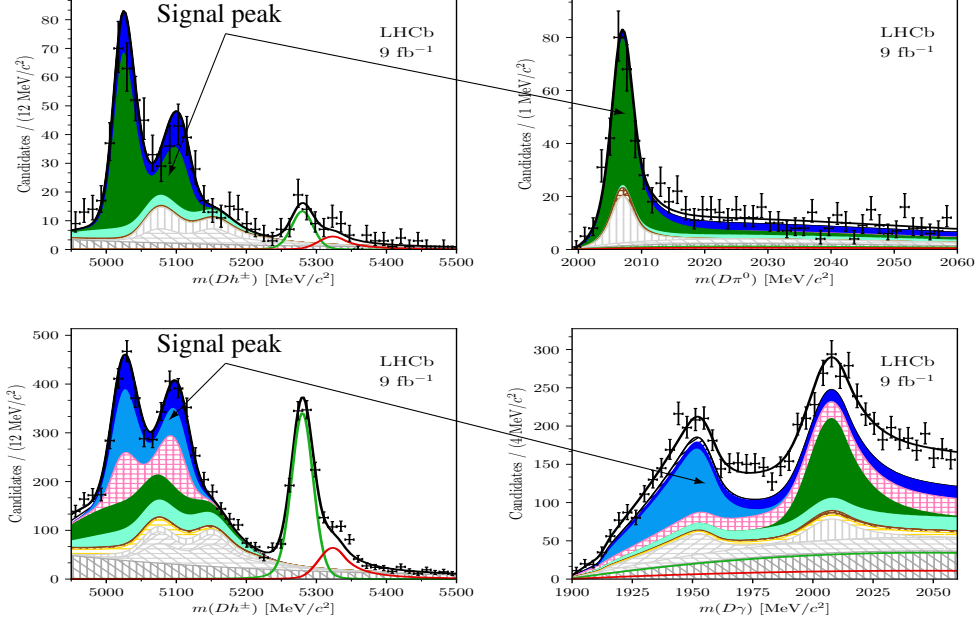 Signal peak
LHCb
9 fb⁻¹
Candidates / (12 MeV/c²)
80
70
60
50
40
30
20
10
0
5000 5100 5200 5300 5400 5500
m(Dh±) [MeV/c²]
LHCb
9 fb⁻¹
Candidates / (1 MeV/c²)
80
60
40
20
0
2000 2010 2020 2030 2040 2050 2060
m(Dπ⁰) [MeV/c²]
Signal peak
LHCb
9 fb⁻¹
Candidates / (12 MeV/c²)
500
400
300
200
100
0
5000 5100 5200 5300 5400 5500
m(Dh±) [MeV/c²]
LHCb
9 fb⁻¹
Candidates / (4 MeV/c²)
300
250
200
150
100
50
0
1900 1925 1950 1975 2000 2025 2050
m(Dγ) [MeV/c²]